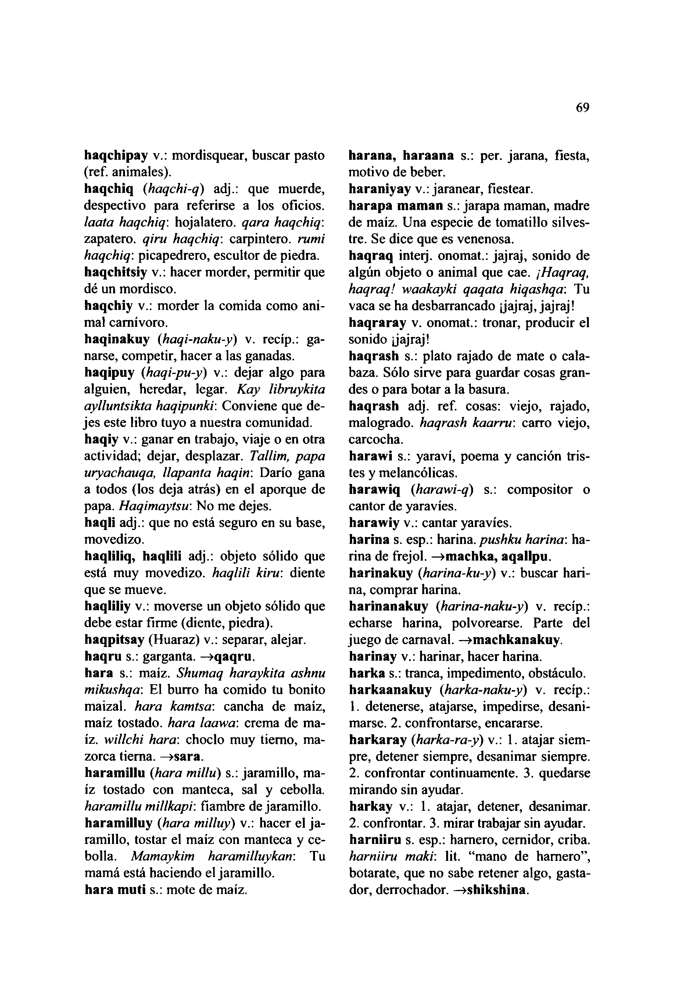 69
haqchipay v.: mordisquear, buscar pasto
(ref. animales).
haqchiq (haqchi-q) adj.: que muerde,
despectivo para referirse a los oficios.
laata haqchiq: hojalatero. qara haqchiq:
zapatero. qiru haqchiq: carpintero. rumi
haqchiq: picapedrero, escultor de piedra.
haqchitsiy v.: hacer morder, permitir que
dé un mordisco.
haqchiy v.: morder la comida como ani-
mal carnívoro.
haqinakuy (haqi-naku-y) v. recíp.: ga-
narse, competir, hacer a las ganadas.
haqipuy (haqi-pu-y) v.: dejar algo para
alguien, heredar, legar. Kay libruykita
aylluntsikta haqipunki: Conviene que de-
jes este libro tuyo a nuestra comunidad.
haqiy v.: ganar en trabajo, viaje o en otra
actividad; dejar, desplazar. Tallim, papa
uryachauqa, llapanta haqin: Darío gana
a todos (los deja atrás) en el aporque de
papa. Haqimaytsu: No me dejes.
haqli adj.: que no está seguro en su base,
movedizo.
haqliliq, haqlili adj.: objeto sólido que
está muy movedizo. haqlili kiru: diente
que se mueve.
haqliliy v.: moverse un objeto sólido que
debe estar firme (diente, piedra).
haqpitsay (Huaraz) v.: separar, alejar.
haqru s.: garganta. →qaqru.
hara s.: maíz. Shumaq haraykita ashnu
mikushqa: El burro ha comido tu bonito
maizal. hara kamtsa: cancha de maíz,
maíz tostado. hara laawa: crema de ma-
íz. willchi hara: choclo muy tierno, ma-
zorca tierna. →sara.
haramillu (hara millu) s.: jaramillo, ma-
íz tostado con manteca, sal y cebolla.
haramillu millkapi: fiambre de jaramillo.
haramilluy (hara milluy) v.: hacer el ja-
ramillo, tostar el maíz con manteca y ce-
bolla. Mamaykim haramilluykan: Tu
mamá está haciendo el jaramillo.
hara muti s.: mote de maíz.
harana, haraana s.: per. jarana, fiesta,
motivo de beber.
haraniyay v.: jaranear, fiestear.
harapa maman s.: jarapa maman, madre
de maíz. Una especie de tomatillo silves-
tre. Se dice que es venenosa.
haqraq interj. onomat.: jajraj, sonido de
algún objeto o animal que cae. ¡Haqraq,
haqraq! waakayki qaqata hiqashqa: Tu
vaca se ha desbarrancado ¡jajraj, jajraj!
haqraray v. onomat.: tronar, producir el
sonido ¡jajraj!
haqrash s.: plato rajado de mate o cala-
baza. Sólo sirve para guardar cosas gran-
des o para botar a la basura.
haqrash adj. ref. cosas: viejo, rajado,
malogrado. haqrash kaarru: carro viejo,
carcocha.
harawi s.: yaraví, poema y canción tris-
tes y melancólicas.
harawiq (harawi-q) s.: compositor o
cantor de yaravíes.
harawiy v.: cantar yaravíes.
harina s. esp.: harina. pushku harina: ha-
rina de frejol. →machka, aqallpu.
harinakuy (harina-ku-y) v.: buscar hari-
na, comprar harina.
harinanakuy (harina-naku-y) v. recíp.:
echarse harina, polvorearse. Parte del
juego de carnaval. →machkanakuy.
harinay v.: harinar, hacer harina.
harka s.: tranca, impedimento, obstáculo.
harkaanakuy (harka-naku-y) v. recíp.:
1. detenerse, atajarse, impedirse, desani-
marse. 2. confrontarse, encararse.
harkaray (harka-ra-y) v.: 1. atajar siem-
pre, detener siempre, desanimar siempre.
2. confrontar continuamente. 3. quedarse
mirando sin ayudar.
harkay v.: 1. atajar, detener, desanimar.
2. confrontar. 3. mirar trabajar sin ayudar.
harniiru s. esp.: harnero, cernidor, criba.
harniiru maki: lit. “mano de harnero”,
botarate, que no sabe retener algo, gasta-
dor, derrochador. →shikshina.